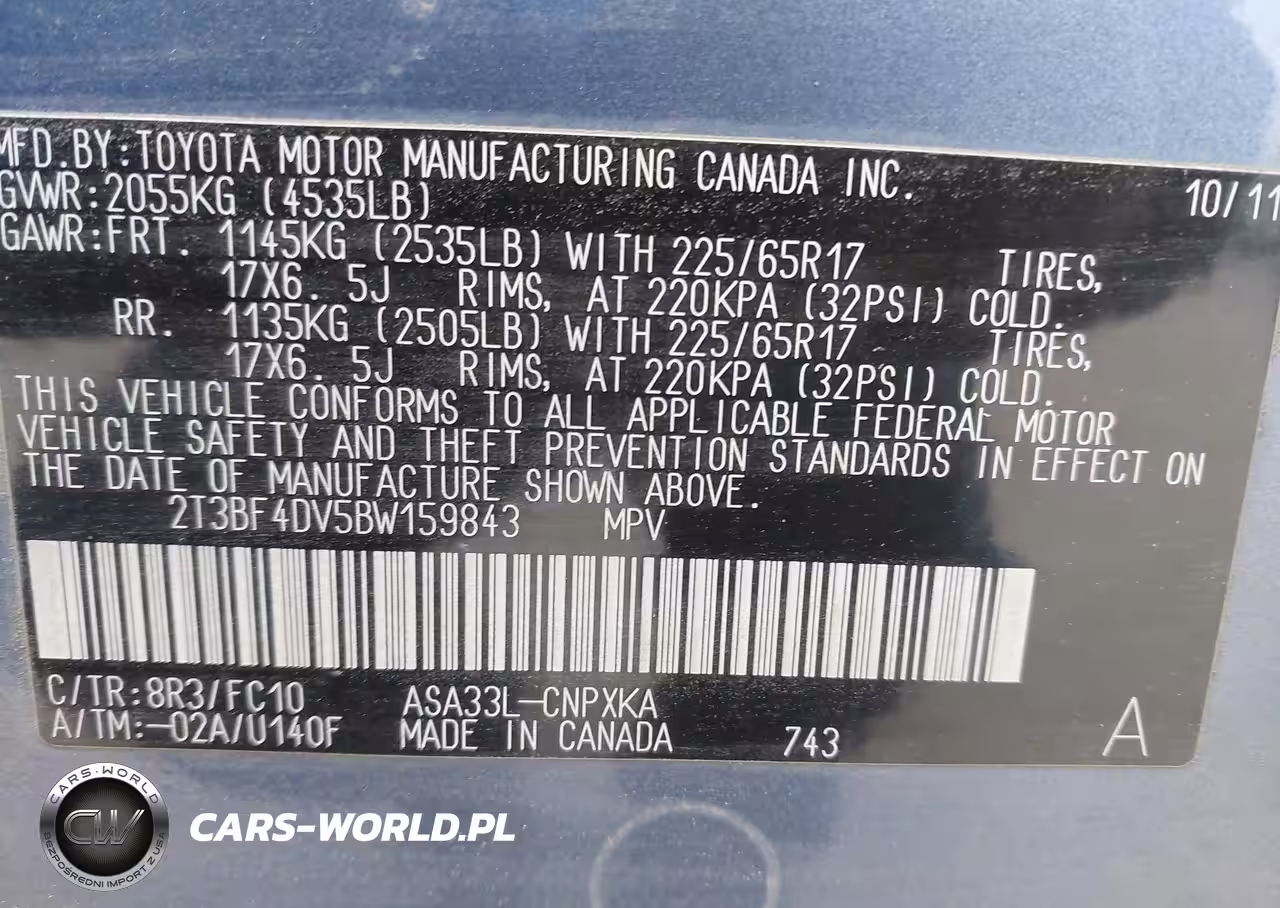 MFD.BY:TOYOTA MOTOR MANUFACTURING CANADA INC. 10/11
GVWR:2055KG (4535LB)
GAWR:FRT. 1145KG (2535LB) WITH 225/65R17 TIRES,
17X6. 5J RIMS, AT 220KPA (32PSI) COLD.
RR. 1135KG (2505LB) WITH 225/65R17 TIRES,
17X6. 5J RIMS, AT 220KPA (32PSI) COLD.
THIS VEHICLE CONFORMS TO ALL APPLICABLE FEDERAL MOTOR
VEHICLE SAFETY AND THEFT PREVENTION STANDARDS IN EFFECT ON
THE DATE OF MANUFACTURE SHOWN ABOVE.
2T3BF4DV5BW159843 MPV
C/TR:8R3/FC10 ASA33L-CNPXKA
A/TM:-02A/U140F MADE IN CANADA 743 A
CARS-WORLD
CW
BEZPOŚREDNI IMPORT Z USA
CARS-WORLD.PL